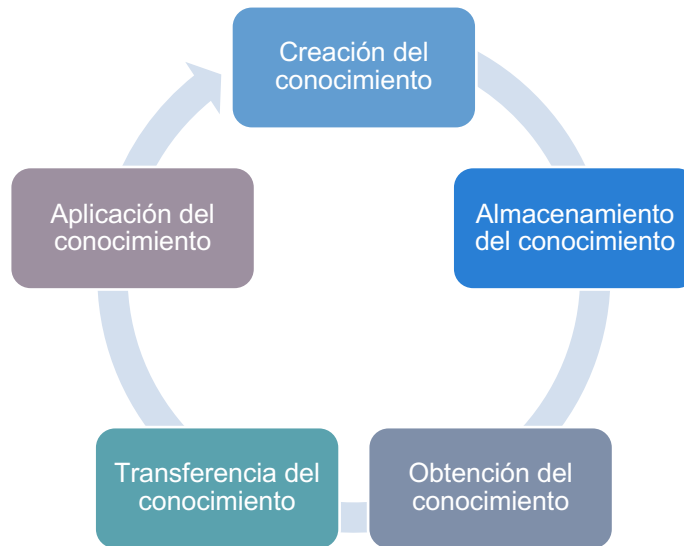 Creación del
conocimiento
Almacenamiento
del conocimiento
Obtención del
conocimiento
Transferencia del
conocimiento
Aplicación del
conocimiento